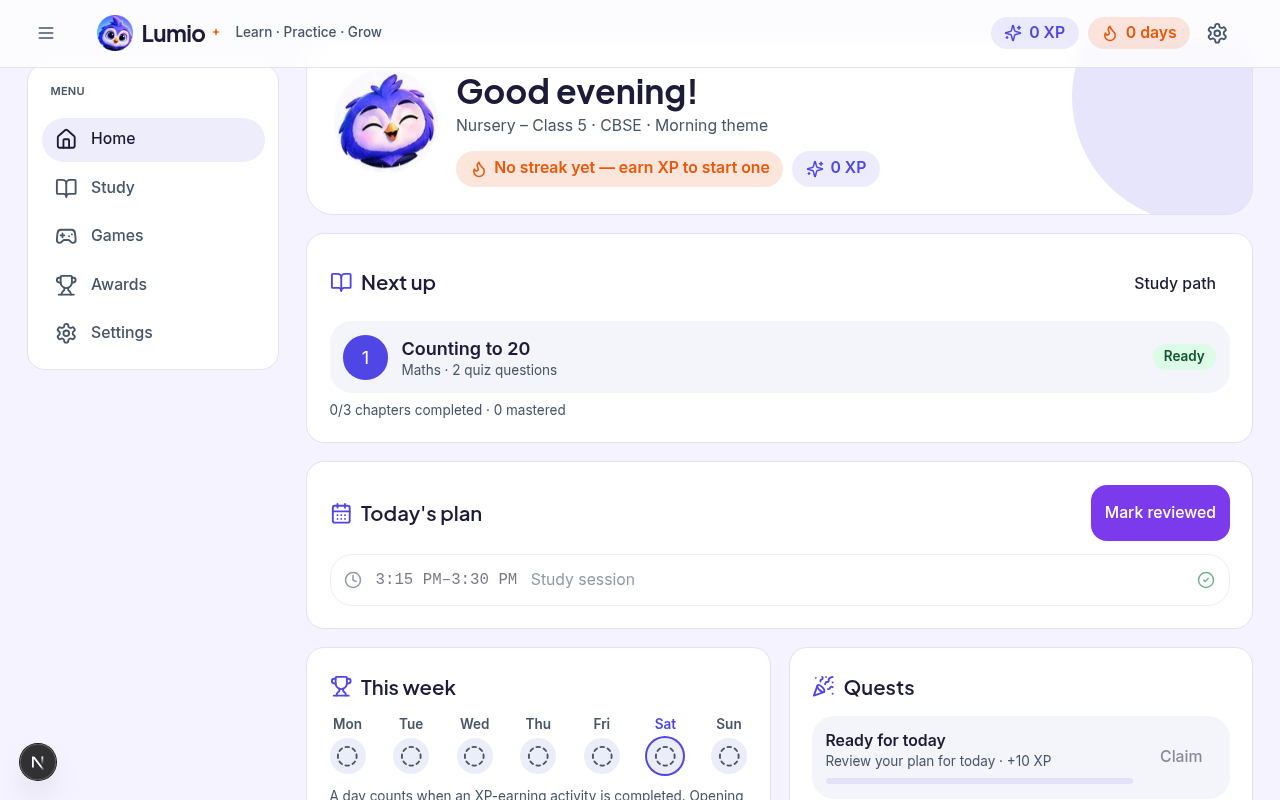 Lumio
Learn · Practice · Grow
0 XP
0 days
MENU
Home
Study
Games
Awards
Settings
Good evening!
Nursery – Class 5 · CBSE · Morning theme
No streak yet — earn XP to start one
0 XP
Next up
Study path
1
Counting to 20
Maths · 2 quiz questions
Ready
0/3 chapters completed · 0 mastered
Today's plan
Mark reviewed
3:15 PM–3:30 PM
Study session
This week
Mon Tue Wed Thu Fri Sat Sun
A day counts when an XP-earning activity is completed. Opening
Quests
Ready for today
Review your plan for today · +10 XP
Claim
N